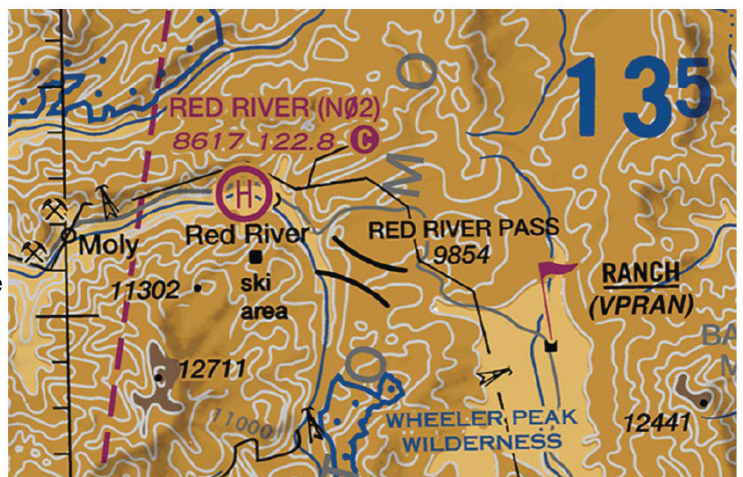 13⁵
RED RIVER (NØ2)
8617 122.8 C
H
O
M
Moly
Red River
ski
area
RED RIVER PASS
9854
RANCH
(VPRAN)
11302
12711
11000
O
WHEELER PEAK
WILDERNESS
12441
BA
M